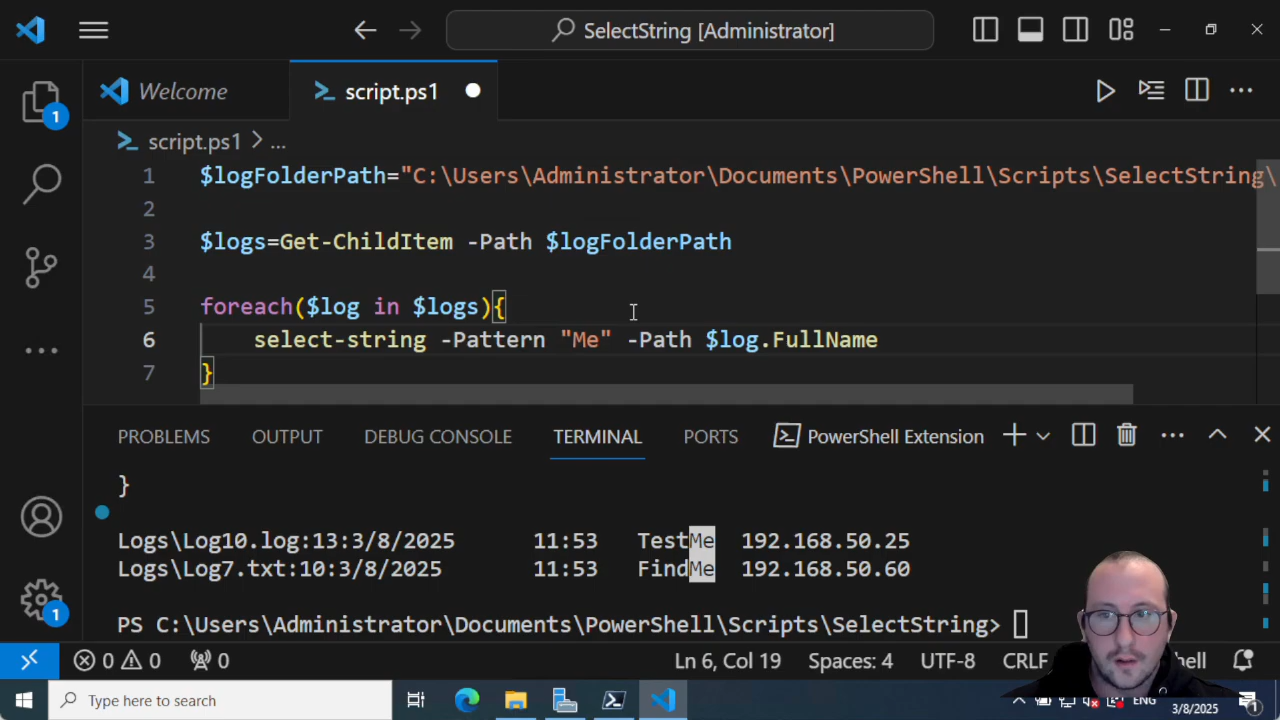 SelectString [Administrator]
Welcome
script.ps1
script.ps1 > ...
1 $logFolderPath="C:\Users\Administrator\Documents\PowerShell\Scripts\SelectString\
2
3 $logs=Get-ChildItem -Path $logFolderPath
4
5 foreach($log in $logs){
6 select-string -Pattern "Me" -Path $log.FullName
7 }
PROBLEMS OUTPUT DEBUG CONSOLE TERMINAL PORTS PowerShell Extension
}
Logs\Log10.log:13:3/8/2025 11:53 TestMe 192.168.50.25
Logs\Log7.txt:10:3/8/2025 11:53 FindMe 192.168.50.60
PS C:\Users\Administrator\Documents\PowerShell\Scripts\SelectString>
1
1
0 0 0 Ln 6, Col 19 Spaces: 4 UTF-8 CRLF
Type here to search
ENG
3/8/2025
1